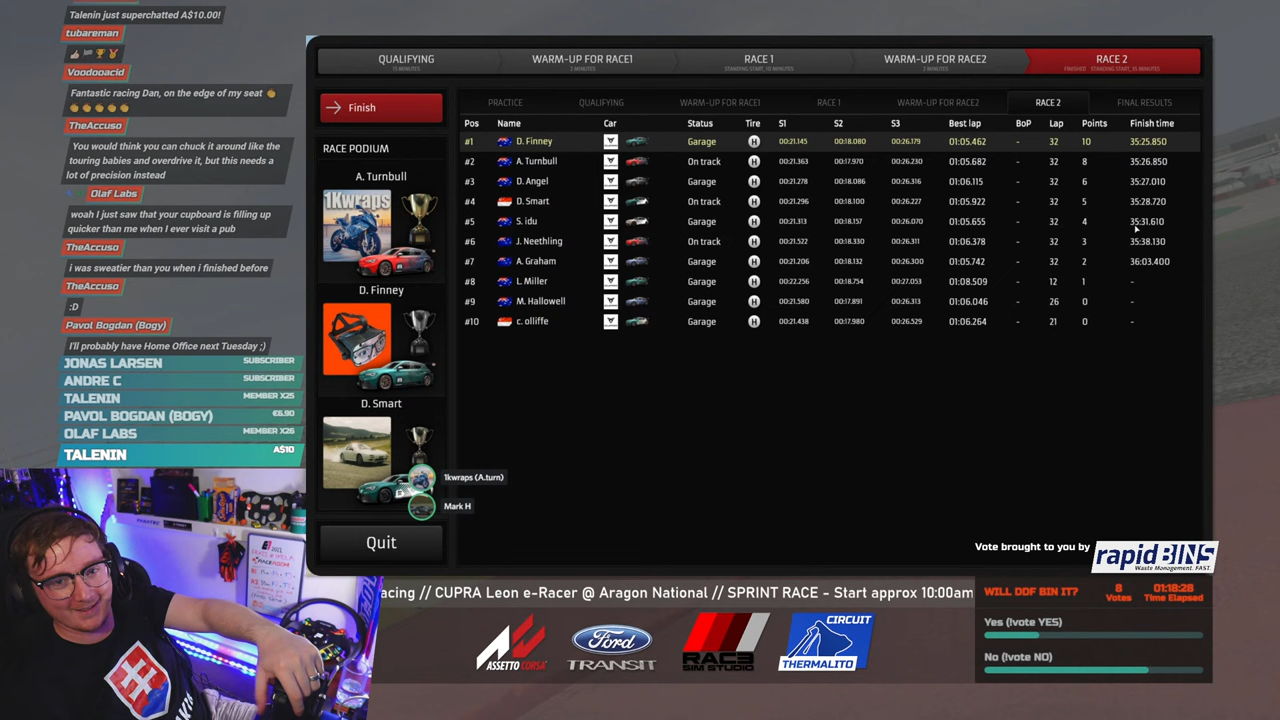 Talenin just superchatted A$10.00!
tubareman
Voodooacid
Fantastic racing Dan, on the edge of my seat
TheAccuso
You would think you can chuck it around like the
touring babies and overdrive it, but this needs a
lot of precision instead
Olaf Labs
woah I just saw that your cupboard is filling up
quicker than me when I ever visit a pub
TheAccuso
i was sweatier than you when i finished before
TheAccuso
:D
Pavol Bogdan (Bogy)
I'll probably have Home Office next Tuesday ;)
JONAS LARSEN SUBSCRIBER
ANDRE C SUBSCRIBER
TALENIN MEMBER X25
PAVOL BOGDAN (BOGY) €6.90
OLAF LABS MEMBER X26
TALENIN A$10
QUALIFYING WARM-UP FOR RACE1 RACE 1 WARM-UP FOR RACE2 RACE 2
STANDING START, 10 MINUTES 2 MINUTES FINISHED STANDING START, 35 MINUTES
Finish
RACE PODIUM
A. Turnbull
1Kwraps
D. Finney
D. Smart
1kwraps (A.turn)
Mark H
Quit
PRACTICE QUALIFYING WARM-UP FOR RACE1 RACE 1 WARM-UP FOR RACE2 RACE 2 FINAL RESULTS
Pos Name Car Status Tire S1 S2 S3 Best lap BoP Lap Points Finish time
#1 D. Finney Garage H 00:21.145 00:18.080 00:26.179 01:05.462 - 32 10 35:25.850
#2 A. Turnbull On track H 00:21.363 00:17.970 00:26.230 01:05.682 - 32 8 35:26.850
#3 D. Angel Garage H 00:21.278 00:18.086 00:26.316 01:06.115 - 32 6 35:27.010
#4 D. Smart On track H 00:21.296 00:18.100 00:26.227 01:05.922 - 32 5 35:28.720
#5 S. idu Garage H 00:21.313 00:18.157 00:26.070 01:05.655 - 32 4 35:31.610
#6 J. Neethling On track H 00:21.522 00:18.330 00:26.311 01:06.378 - 32 3 35:38.130
#7 A. Graham Garage H 00:21.206 00:18.132 00:26.300 01:05.742 - 32 2 36:03.400
#8 L. Miller Garage H 00:22.256 00:18.754 00:27.053 01:08.509 - 12 1 -
#9 M. Hallowell Garage H 00:21.580 00:17.891 00:26.313 01:06.046 - 26 0 -
#10 c. olliffe Garage H 00:21.438 00:17.980 00:26.529 01:06.264 - 21 0 -
Vote brought to you by rapidBINS
Waste Management. FAST.
acing // CUPRA Leon e-Racer @ Aragon National // SPRINT RACE - Start approx 10:00am
WILL DDF BIN IT? 8 Votes 01:18:28 Time Elapsed
Yes (!vote YES)
No (!vote NO)
ASSETTO CORSA
Ford
TRANSIT
RAC3
SIM STUDIO
CIRCUIT
THERMALITO